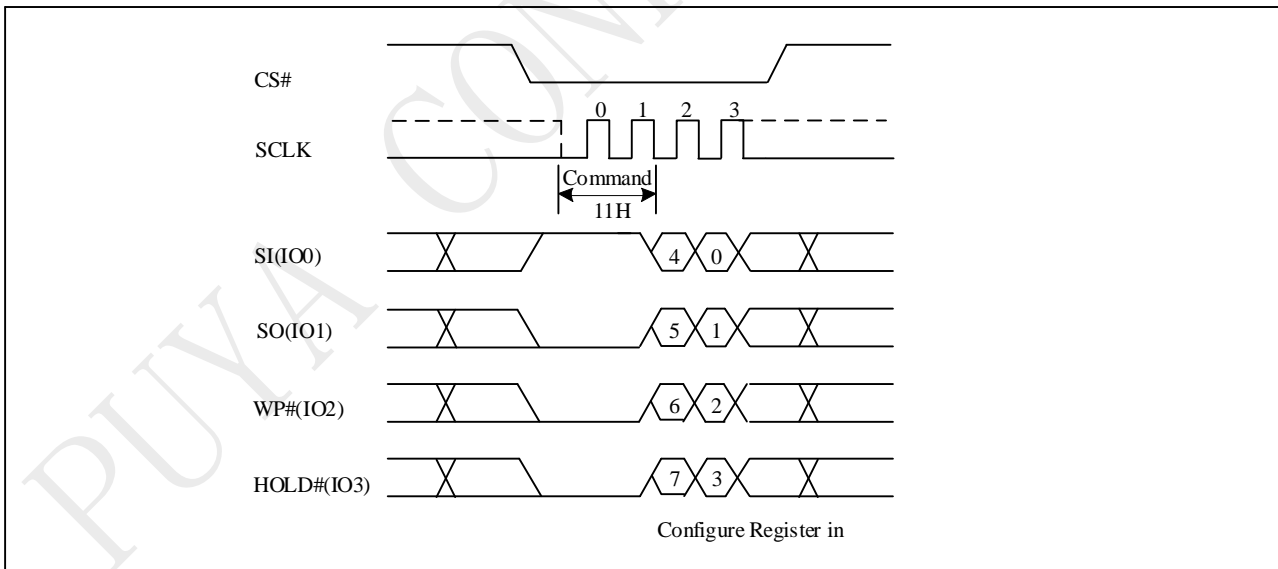 PUYA CON
CS#
0 1 2 3
SCLK
Command
11H
SI(IO0)
4 0
SO(IO1)
5 1
WP#(IO2)
6 2
HOLD#(IO3)
7 3
Configure Register in